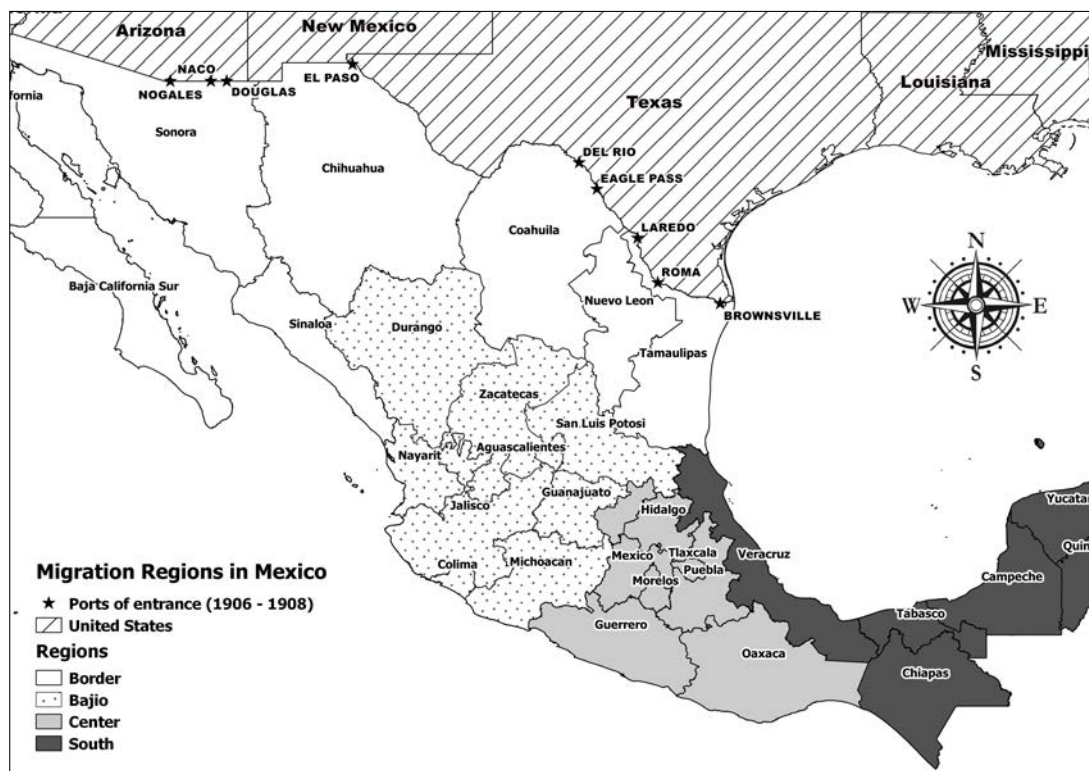 Arizona
New Mexico
Mississippi
NACO
EL PASO
Louisiana
NOGALES
DOUGLAS
fornia
Texas
Sonora
DEL RIO
Chihuahua
EAGLE PASS
Coahuila
LAREDO
N
ROMA
Baja California Sur
Nuevo Leon
W
E
Sinaloa
BROWNSVILLE
Durango
Tamaulipas
S
Zacatecas
San Luis Potosi
Aguascalientes
Nayarit
Guanajuato
Yucata
Jalisco
Hidalgo
Quin
Mexico
Tlaxcala
Veracruz
Colima
Michoacan
Puebla
Campeche
Morelos
Tabasco
Guerrero
Oaxaca
Chiapas
Migration Regions in Mexico
Ports of entrance (1906 - 1908)
United States
Regions
Border
Bajio
Center
South